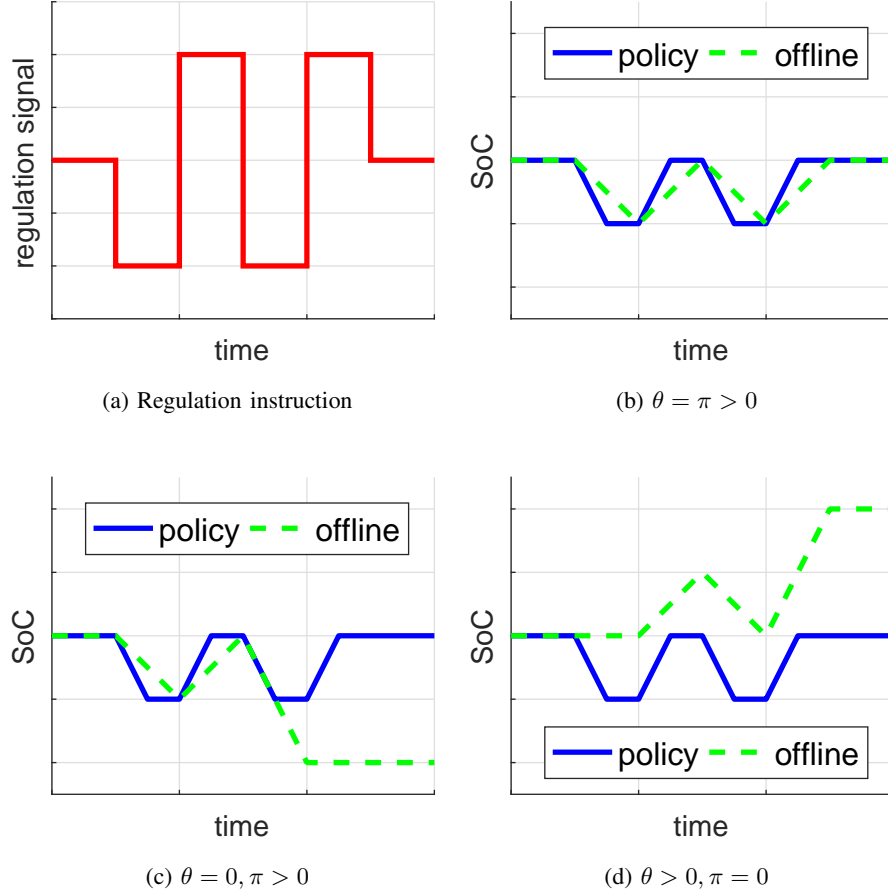 regulation signal
time
(a) Regulation instruction
policy offline
SoC
time
(b) θ = π > 0
policy offline
SoC
time
(c) θ = 0, π > 0
policy offline
SoC
time
(d) θ > 0, π = 0